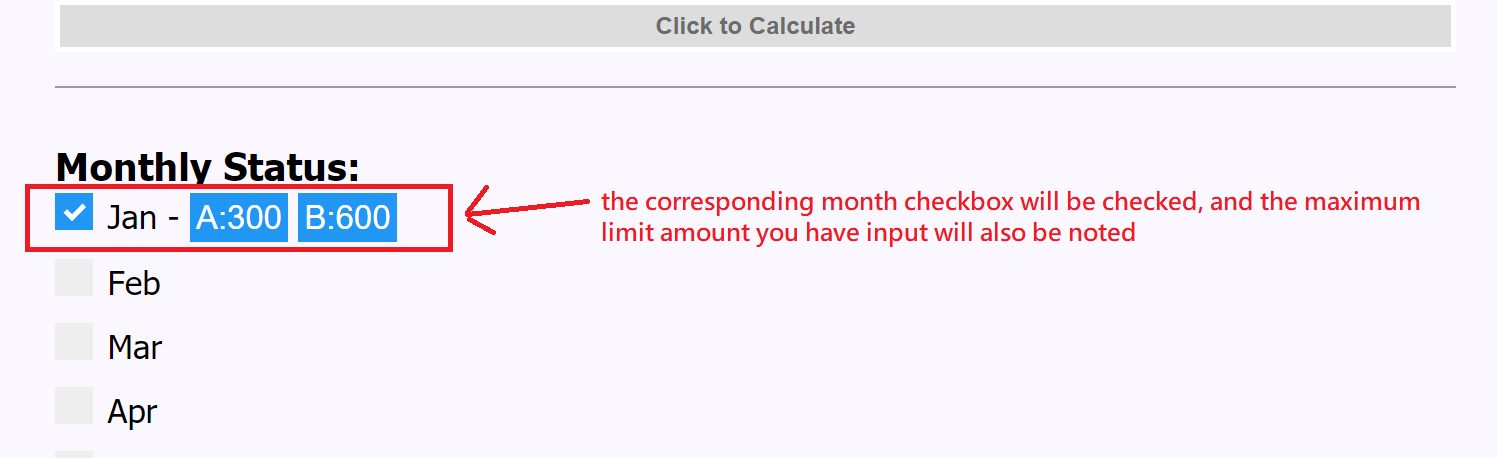 Click to Calculate
Monthly Status:
Jan - A:300 B:600
the corresponding month checkbox will be checked, and the maximum
limit amount you have input will also be noted
Feb
Mar
Apr